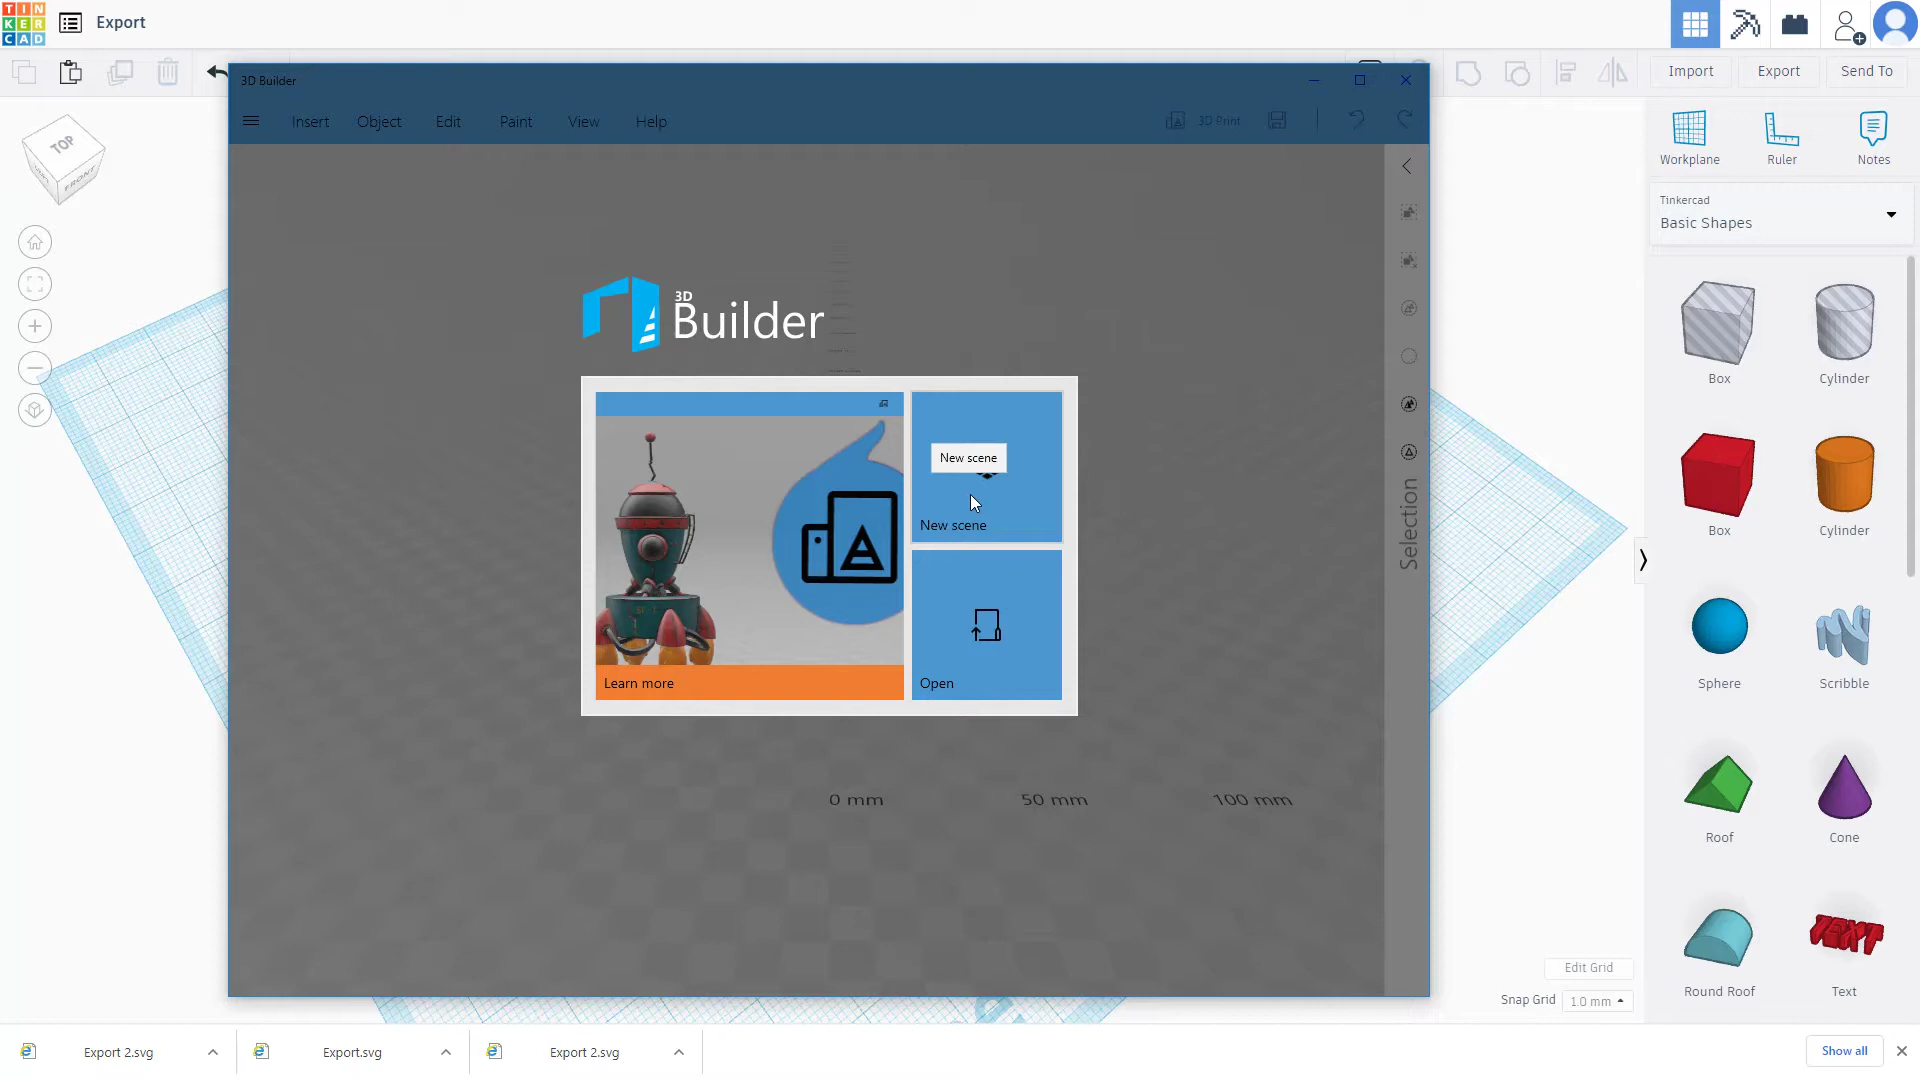 TIN
KER
CAD
Export
Import
Export
Send To
3D Builder
Insert
Object
Edit
Paint
View
Help
3D Print
TOP
FRONT
Workplane
Ruler
Notes
Tinkercad
Basic Shapes
3D
Builder
New scene
New scene
Learn more
Open
Selection
0 mm
50 mm
100 mm
Box
Cylinder
Box
Cylinder
Sphere
Scribble
Roof
Cone
TEXT
Round Roof
Text
Edit Grid
Snap Grid
1.0 mm
Export 2.svg
Export.svg
Export 2.svg
Show all